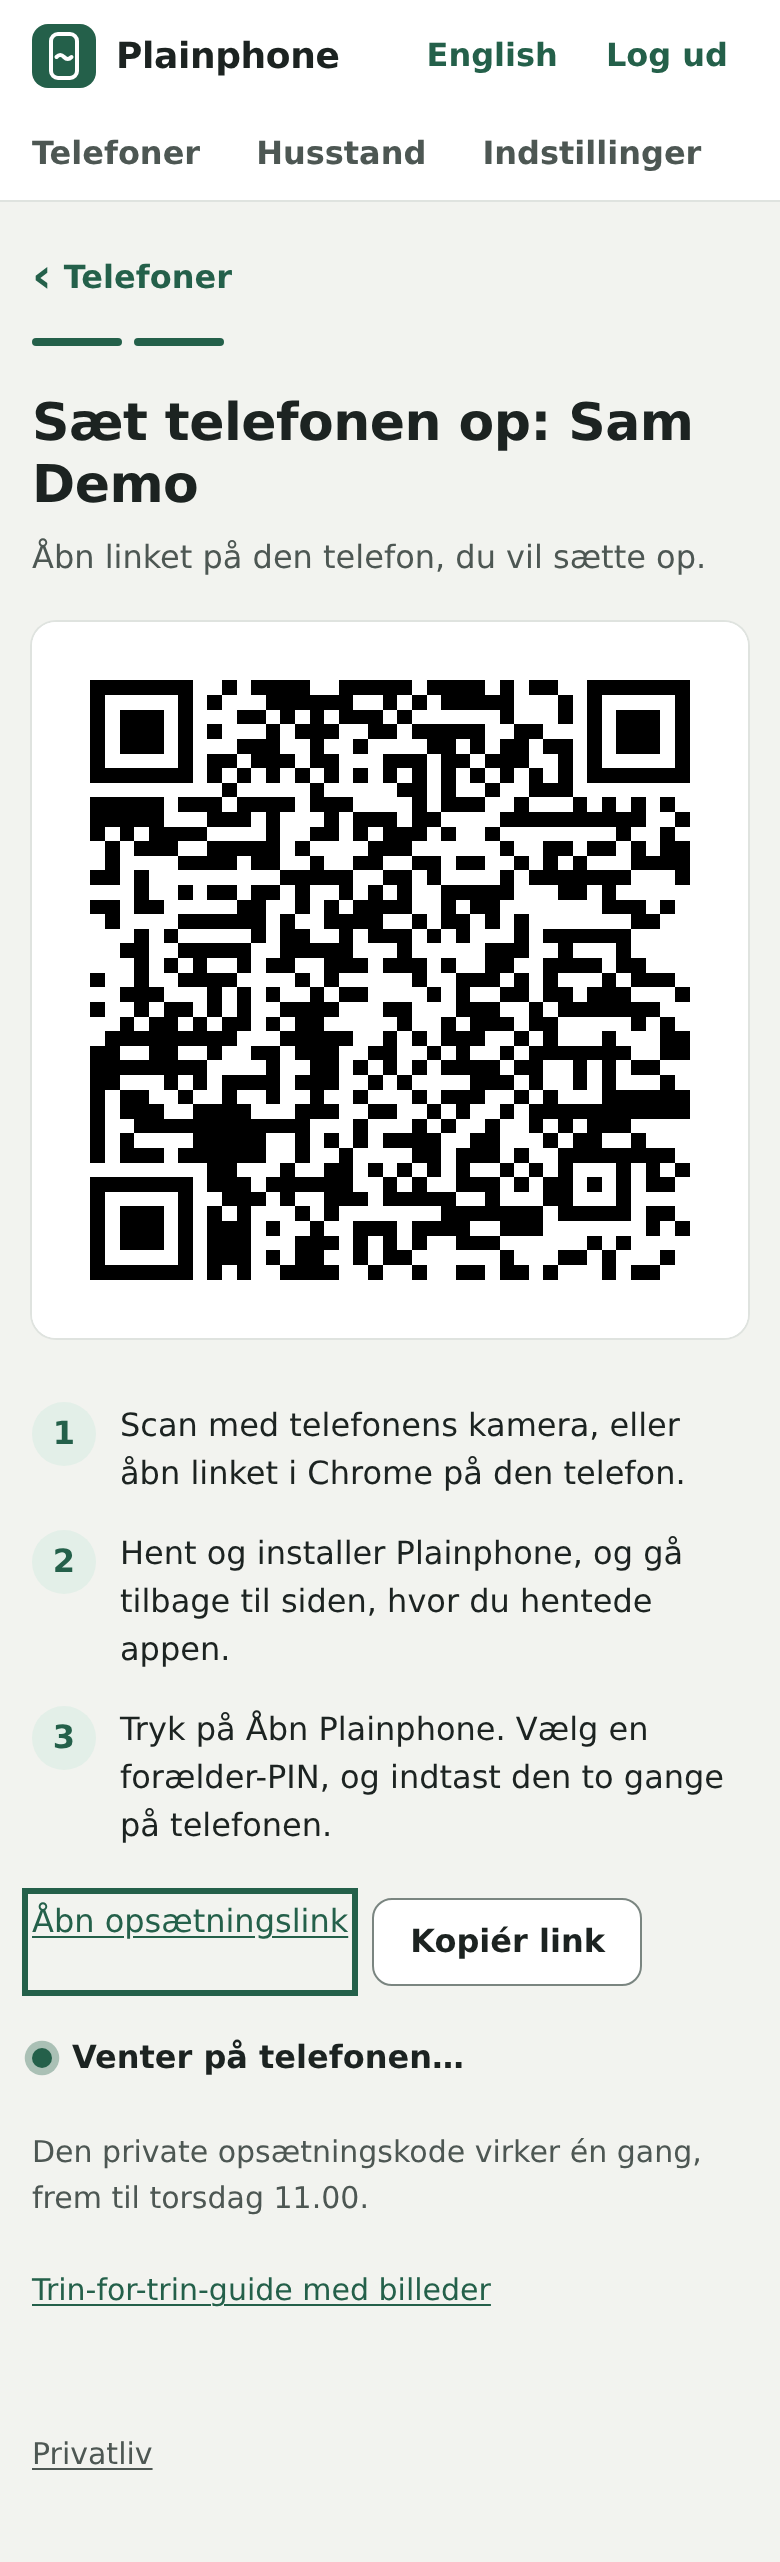 Plainphone
English
Log ud
Telefoner
Husstand
Indstillinger
‹ Telefoner
Sæt telefonen op: Sam
Demo
Åbn linket på den telefon, du vil sætte op.
1
Scan med telefonens kamera, eller
åbn linket i Chrome på den telefon.
2
Hent og installer Plainphone, og gå
tilbage til siden, hvor du hentede
appen.
3
Tryk på Åbn Plainphone. Vælg en
forælder-PIN, og indtast den to gange
på telefonen.
Åbn opsætningslink
Kopiér link
Venter på telefonen…
Den private opsætningskode virker én gang,
frem til torsdag 11.00.
Trin-for-trin-guide med billeder
Privatliv